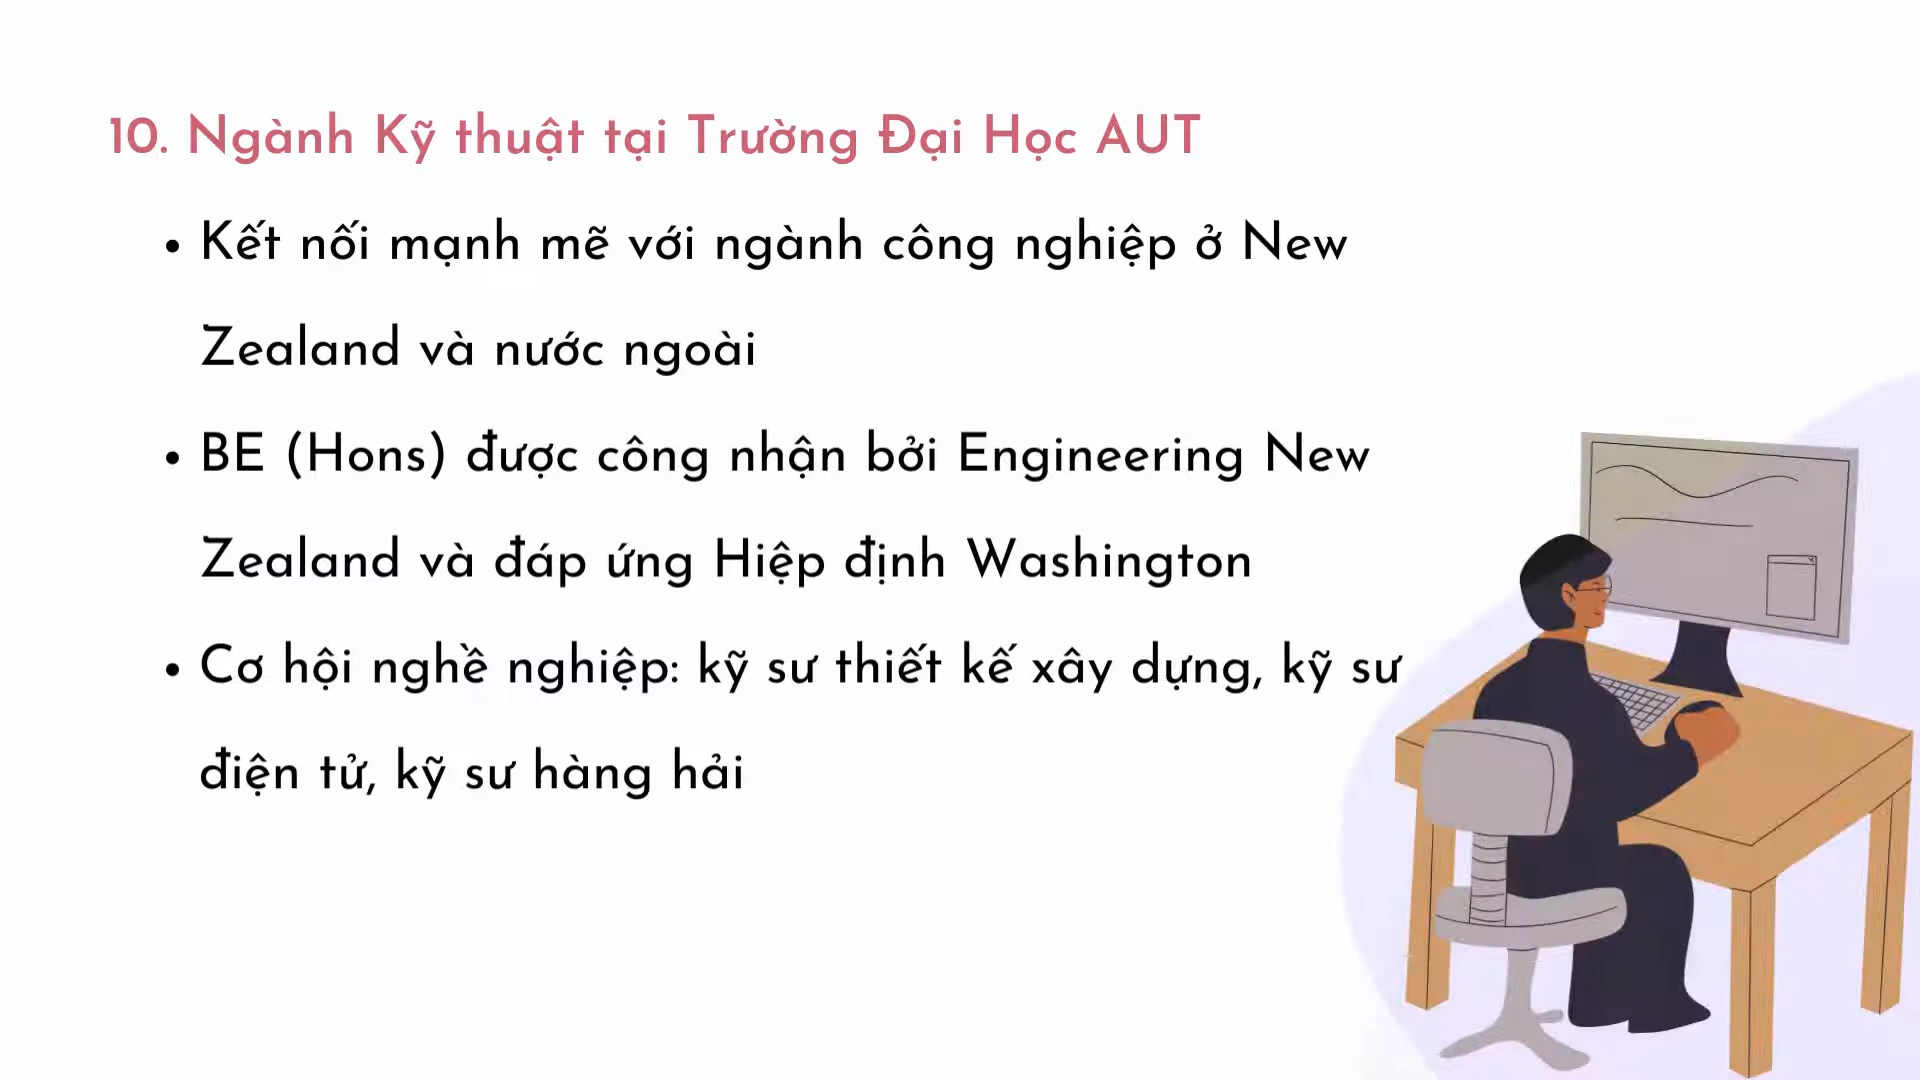 10. Ngành Kỹ thuật tại Trường Đại Học AUT
• Kết nối mạnh mẽ với ngành công nghiệp ở New
Zealand và nước ngoài
• BE (Hons) được công nhận bởi Engineering New
Zealand và đáp ứng Hiệp định Washington
• Cơ hội nghề nghiệp: kỹ sư thiết kế xây dựng, kỹ sư
điện tử, kỹ sư hàng hải